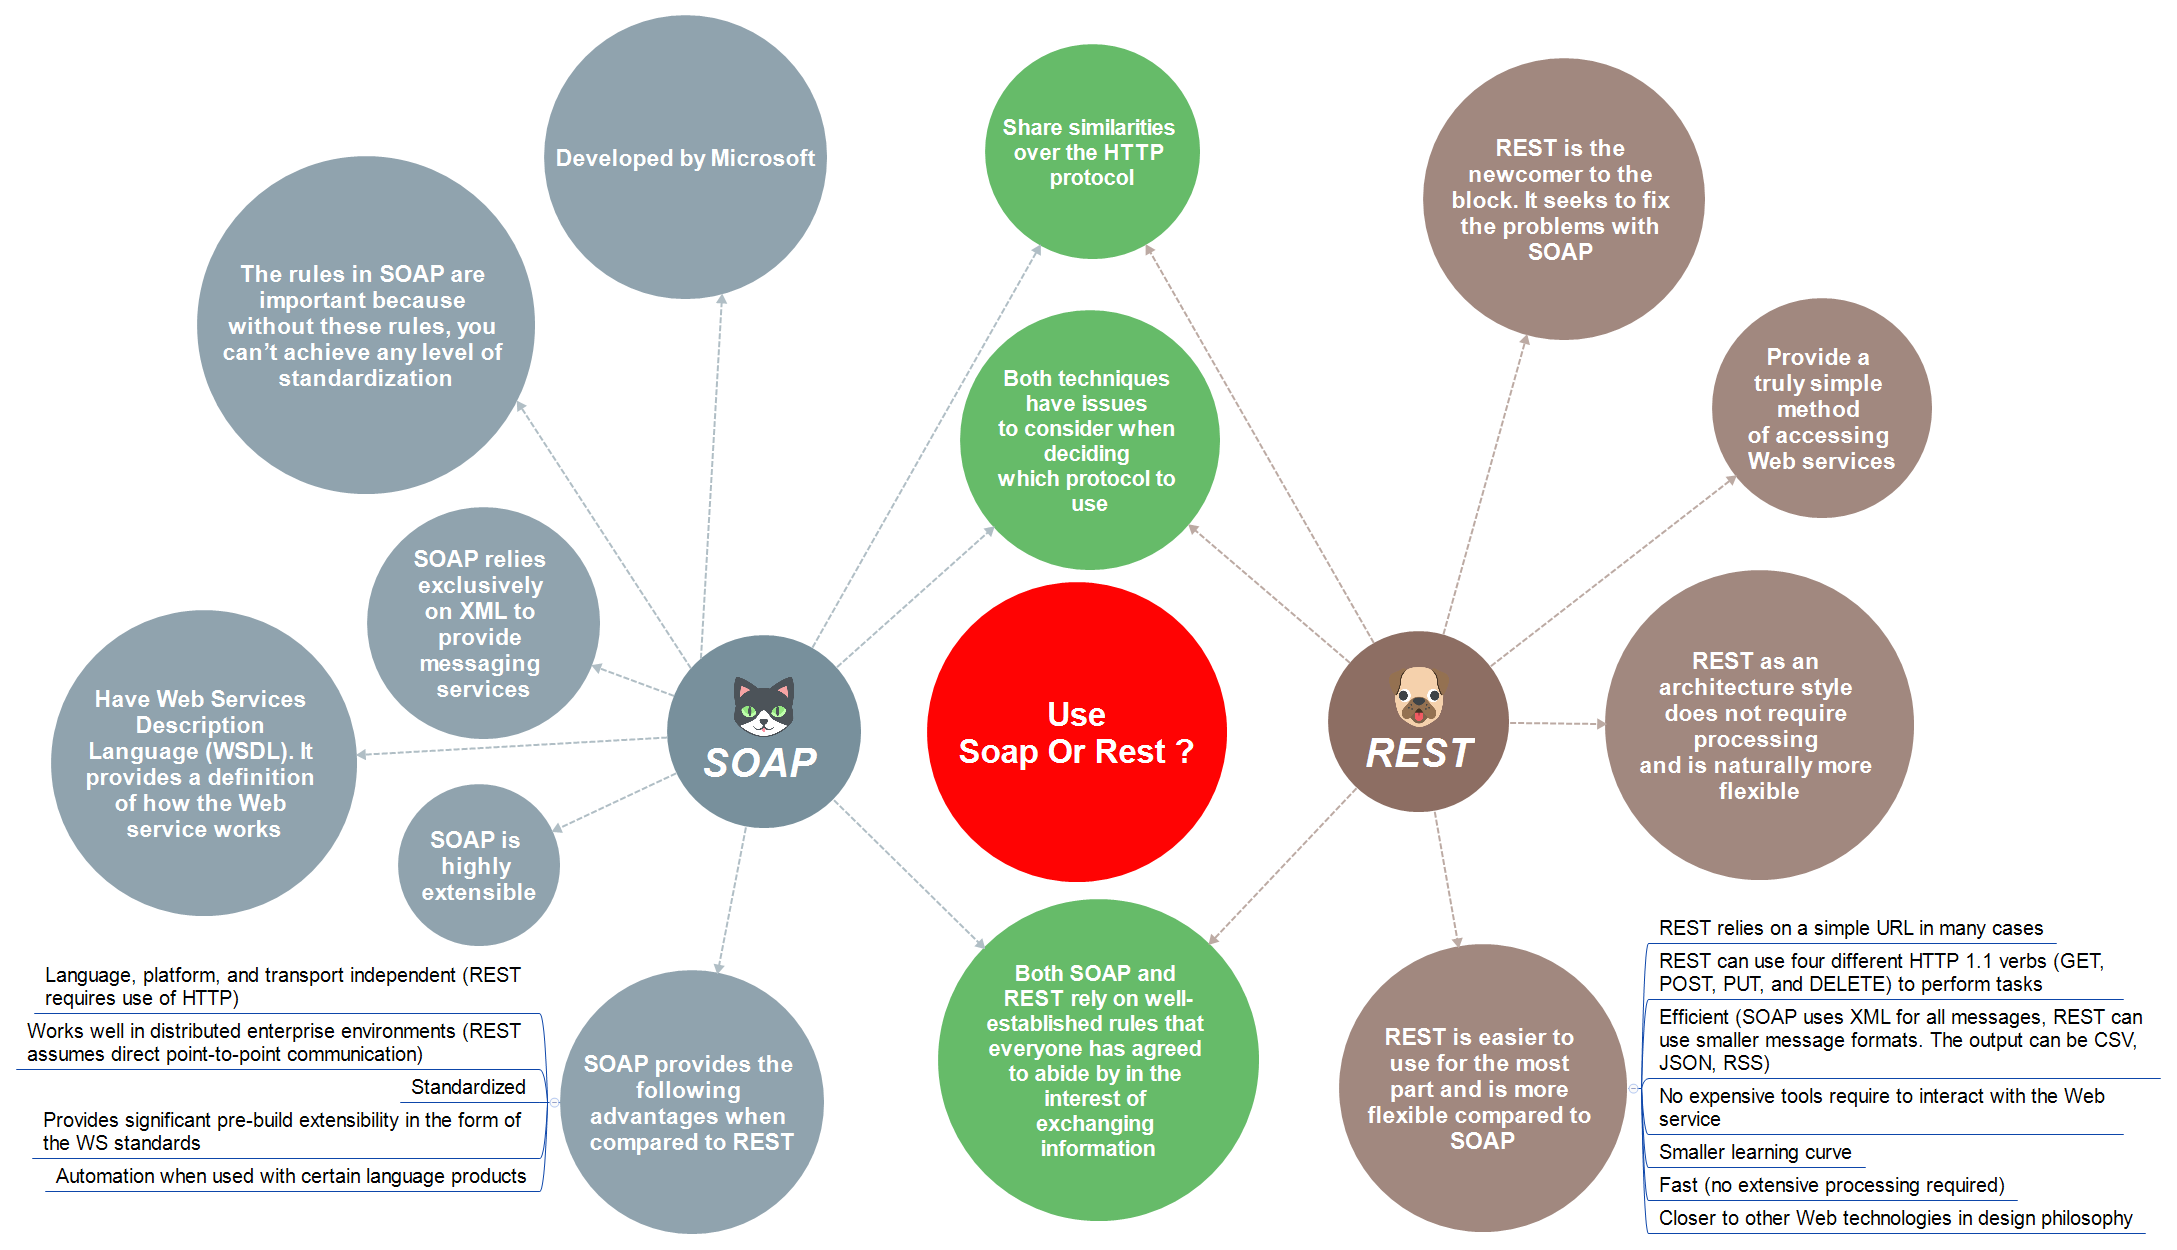 Developed by Microsoft
The rules in SOAP are
important because
without these rules, you
can’t achieve any level of
standardization
SOAP relies
exclusively
on XML to
provide
messaging
services
Have Web Services
Description
Language (WSDL). It
provides a definition
of how the Web
service works
SOAP is
highly
extensible
SOAP
SOAP provides the
following
advantages when
compared to REST
Language, platform, and transport independent (REST
requires use of HTTP)
Works well in distributed enterprise environments (REST
assumes direct point-to-point communication)
Standardized
Provides significant pre-build extensibility in the form of
the WS standards
Automation when used with certain language products
Share similarities
over the HTTP
protocol
Both techniques
have issues
to consider when
deciding
which protocol to
use
Use
Soap Or Rest ?
Both SOAP and
REST rely on well-
established rules that
everyone has agreed
to abide by in the
interest of
exchanging
information
REST
REST is the
newcomer to the
block. It seeks to fix
the problems with
SOAP
Provide a
truly simple
method
of accessing
Web services
REST as an
architecture style
does not require
processing
and is naturally more
flexible
REST is easier to
use for the most
part and is more
flexible compared to
SOAP
REST relies on a simple URL in many cases
REST can use four different HTTP 1.1 verbs (GET,
POST, PUT, and DELETE) to perform tasks
Efficient (SOAP uses XML for all messages, REST can
use smaller message formats. The output can be CSV,
JSON, RSS)
No expensive tools require to interact with the Web
service
Smaller learning curve
Fast (no extensive processing required)
Closer to other Web technologies in design philosophy